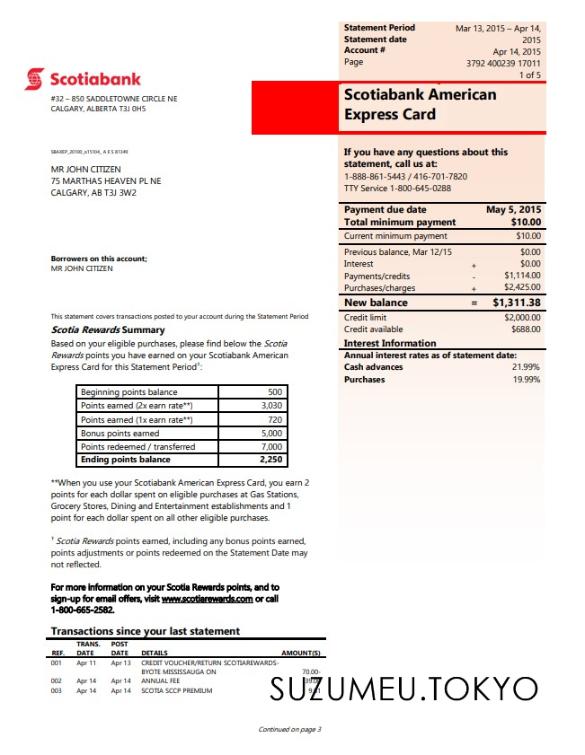 Statement Period Mar 13, 2015 – Apr 14, 2015
Statement date Apr 14, 2015
Account # 3792 400239 17011
Page 1 of 5
Scotiabank
#32 – 850 SADDLETOWNE CIRCLE NE
CALGARY, ALBERTA T3J 0H5
Scotiabank American
Express Card
MR JOHN CITIZEN
75 MARTHAS HEAVEN PL NE
CALGARY, AB T3J 3W2
If you have any questions about this
statement, call us at:
1-888-861-5443 / 416-701-7820
TTY Service 1-800-645-0288
Payment due date May 5, 2015
Total minimum payment $10.00
Current minimum payment $10.00
Previous balance, Mar 12/15 $0.00
Interest + $0.00
Payments/credits - $1,114.00
Purchases/charges + $2,425.00
New balance = $1,311.38
Credit limit $2,000.00
Credit available $688.00
Interest Information
Annual interest rates as of statement date:
Cash advances 21.99%
Purchases 19.99%
Borrowers on this account;
MR JOHN CITIZEN
This statement covers transactions posted to your account during the Statement Period
Scotia Rewards Summary
Based on your eligible purchases, please find below the Scotia
Rewards points you have earned on your Scotiabank American
Express Card for this Statement Period¹:
Beginning points balance 500
Points earned (2x earn rate**) 3,030
Points earned (1x earn rate**) 720
Bonus points earned 5,000
Points redeemed / transferred 7,000
Ending points balance 2,250
**When you use your Scotiabank American Express Card, you earn 2
points for each dollar spent on eligible purchases at Gas Stations,
Grocery Stores, Dining and Entertainment establishments and 1
point for each dollar spent on all other eligible purchases.
¹ Scotia Rewards points earned, including any bonus points earned,
points adjustments or points redeemed on the Statement Date may
not reflected.
For more information on your Scotia Rewards points, and to
sign-up for email offers, visit www.scotiarewards.com or call
1-800-665-2582.
Transactions since your last statement
REF. TRANS. DATE POST DATE DETAILS AMOUNT(S)
001 Apr 11 Apr 13 CREDIT VOUCHER/RETURN SCOTIAREWARDS-
BYOTE MISSISSAUGA ON 70.00-
002 Apr 14 Apr 14 ANNUAL FEE
003 Apr 14 Apr 14 SCOTIA SCCP PREMIUM
SUZUMEU.TOKYO
Continued on page 3